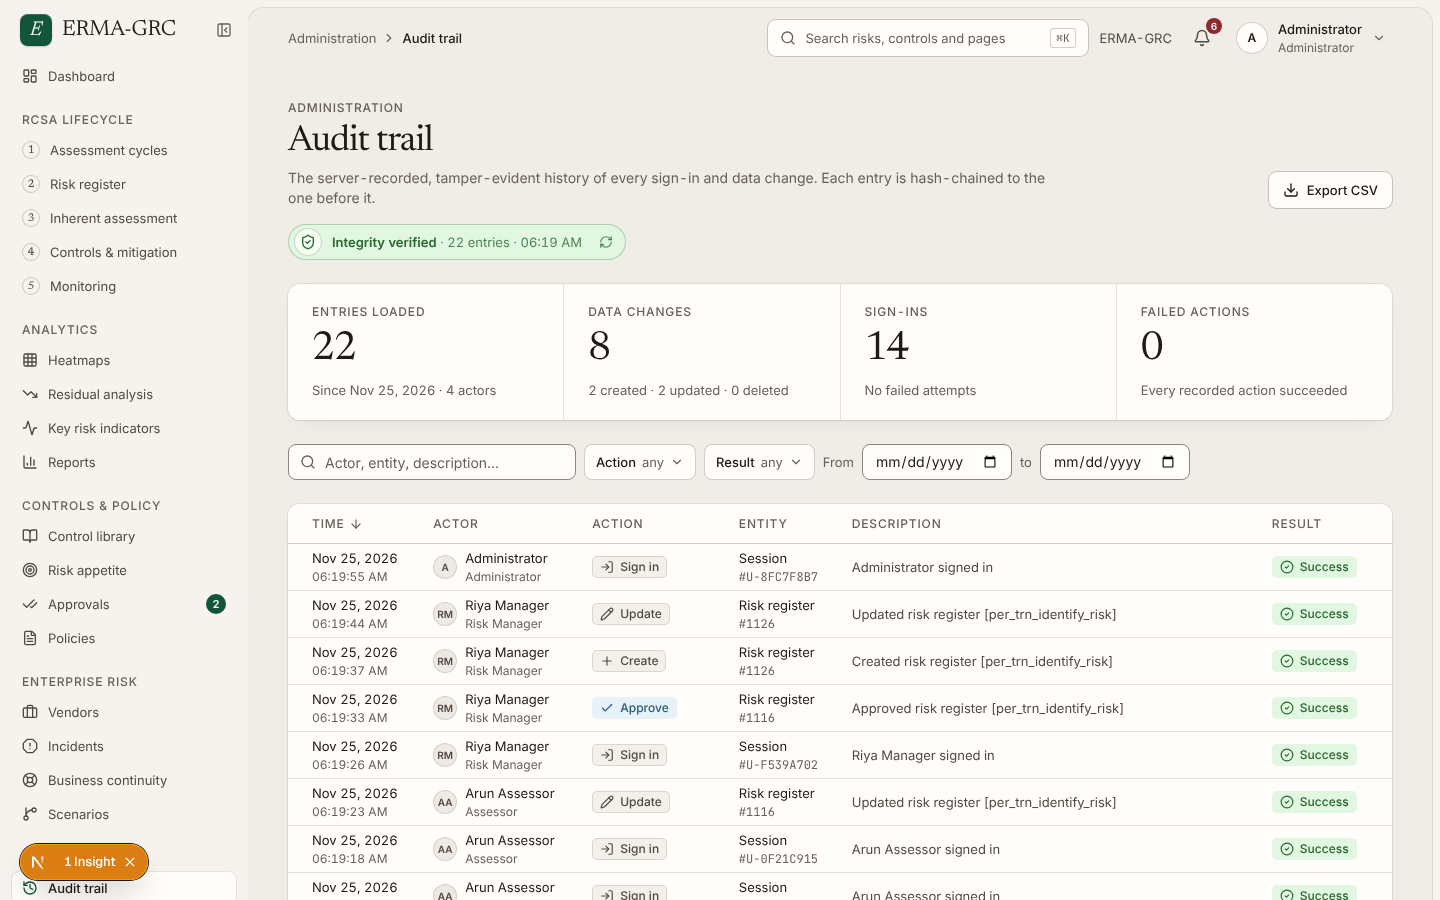 E ERMA-GRC
Dashboard
RCSA LIFECYCLE
1 Assessment cycles
2 Risk register
3 Inherent assessment
4 Controls & mitigation
5 Monitoring
ANALYTICS
Heatmaps
Residual analysis
Key risk indicators
Reports
CONTROLS & POLICY
Control library
Risk appetite
Approvals 2
Policies
ENTERPRISE RISK
Vendors
Incidents
Business continuity
Scenarios
N 1 Insight
Audit trail
Administration > Audit trail
Search risks, controls and pages ⌘K
ERMA-GRC
6
A
Administrator
Administrator
ADMINISTRATION
Audit trail
The server-recorded, tamper-evident history of every sign-in and data change. Each entry is hash-chained to the
one before it.
Export CSV
Integrity verified · 22 entries · 06:19 AM
ENTRIES LOADED
22
Since Nov 25, 2026 · 4 actors
DATA CHANGES
8
2 created · 2 updated · 0 deleted
SIGN-INS
14
No failed attempts
FAILED ACTIONS
0
Every recorded action succeeded
Actor, entity, description...
Action any
Result any
From mm/dd/yyyy to mm/dd/yyyy
TIME ↓ ACTOR ACTION ENTITY DESCRIPTION RESULT
Nov 25, 2026 Administrator Session
06:19:55 AM A Administrator Sign in #U-8FC7F8B7 Administrator signed in Success
Nov 25, 2026 Riya Manager Risk register
06:19:44 AM RM Risk Manager Update #1126 Updated risk register [per_trn_identify_risk] Success
Nov 25, 2026 Riya Manager Risk register
06:19:37 AM RM Risk Manager Create #1126 Created risk register [per_trn_identify_risk] Success
Nov 25, 2026 Riya Manager Risk register
06:19:33 AM RM Risk Manager Approve #1116 Approved risk register [per_trn_identify_risk] Success
Nov 25, 2026 Riya Manager Session
06:19:26 AM RM Risk Manager Sign in #U-F539A702 Riya Manager signed in Success
Nov 25, 2026 Arun Assessor Risk register
06:19:23 AM AA Assessor Update #1116 Updated risk register [per_trn_identify_risk] Success
Nov 25, 2026 Arun Assessor Session
06:19:18 AM AA Assessor Sign in #U-0F21C915 Arun Assessor signed in Success
Nov 25, 2026 Arun Assessor Session
AA Sign in Arun Assessor signed in Success